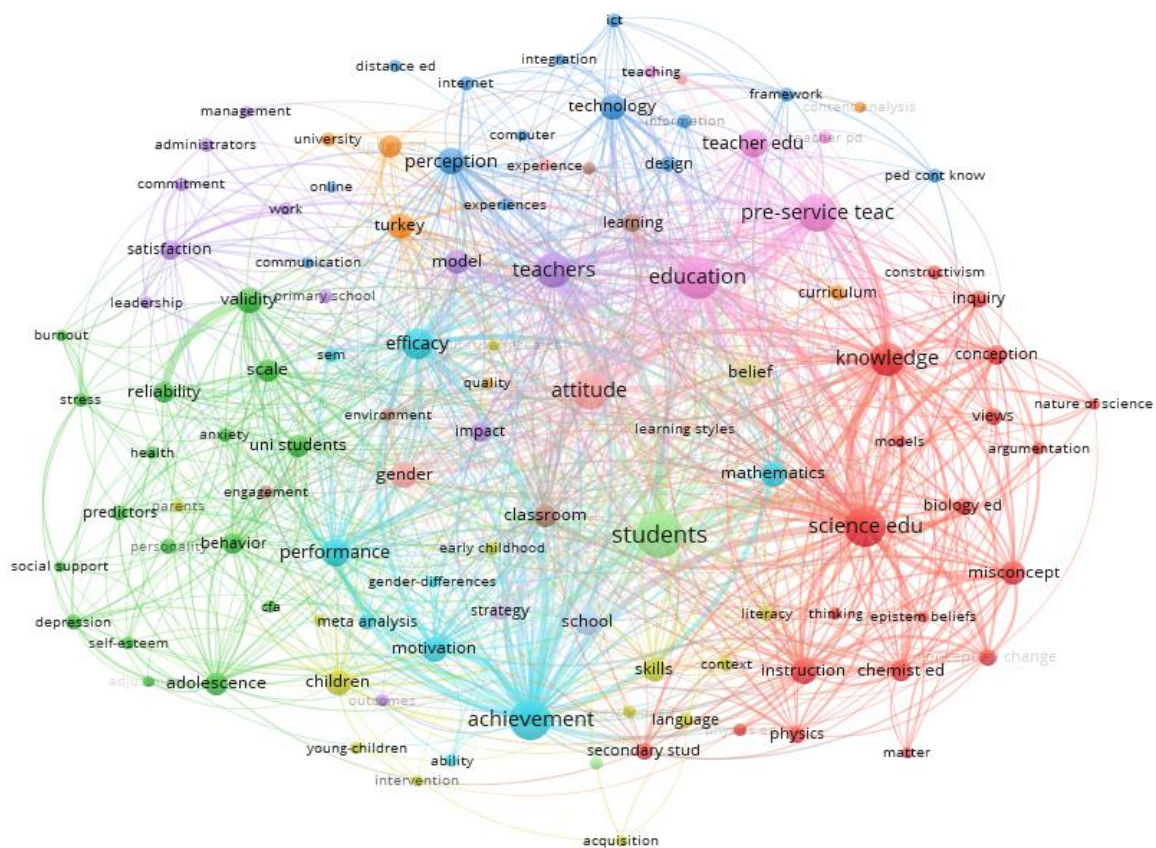 ict
integration
distance ed
internet
teaching
technology
framework
content analysis
management
information
university
computer
administrators
teacher edu
teacher pd
perception
experience
design
commitment
online
ped cont know
work
experiences
pre-service teac
turkey
learning
satisfaction
communication
model
teachers
education
constructivism
leadership
primary school
validity
curriculum
inquiry
burnout
efficacy
sem
knowledge
conception
scale
belief
reliability
quality
attitude
stress
nature of science
environment
views
anxiety
uni students
impact
learning styles
models
argumentation
health
gender
mathematics
engagement
parents
predictors
classroom
biology ed
students
science edu
personality
behavior
performance
early childhood
social support
gender-differences
misconcept
cfa
strategy
literacy
thinking
epistem beliefs
depression
meta analysis
school
self-esteem
motivation
adolescence
children
skills
context
instruction
chemist ed
change
outcomes
achievement
language
physics
young-children
ability
secondary stud
matter
intervention
acquisition